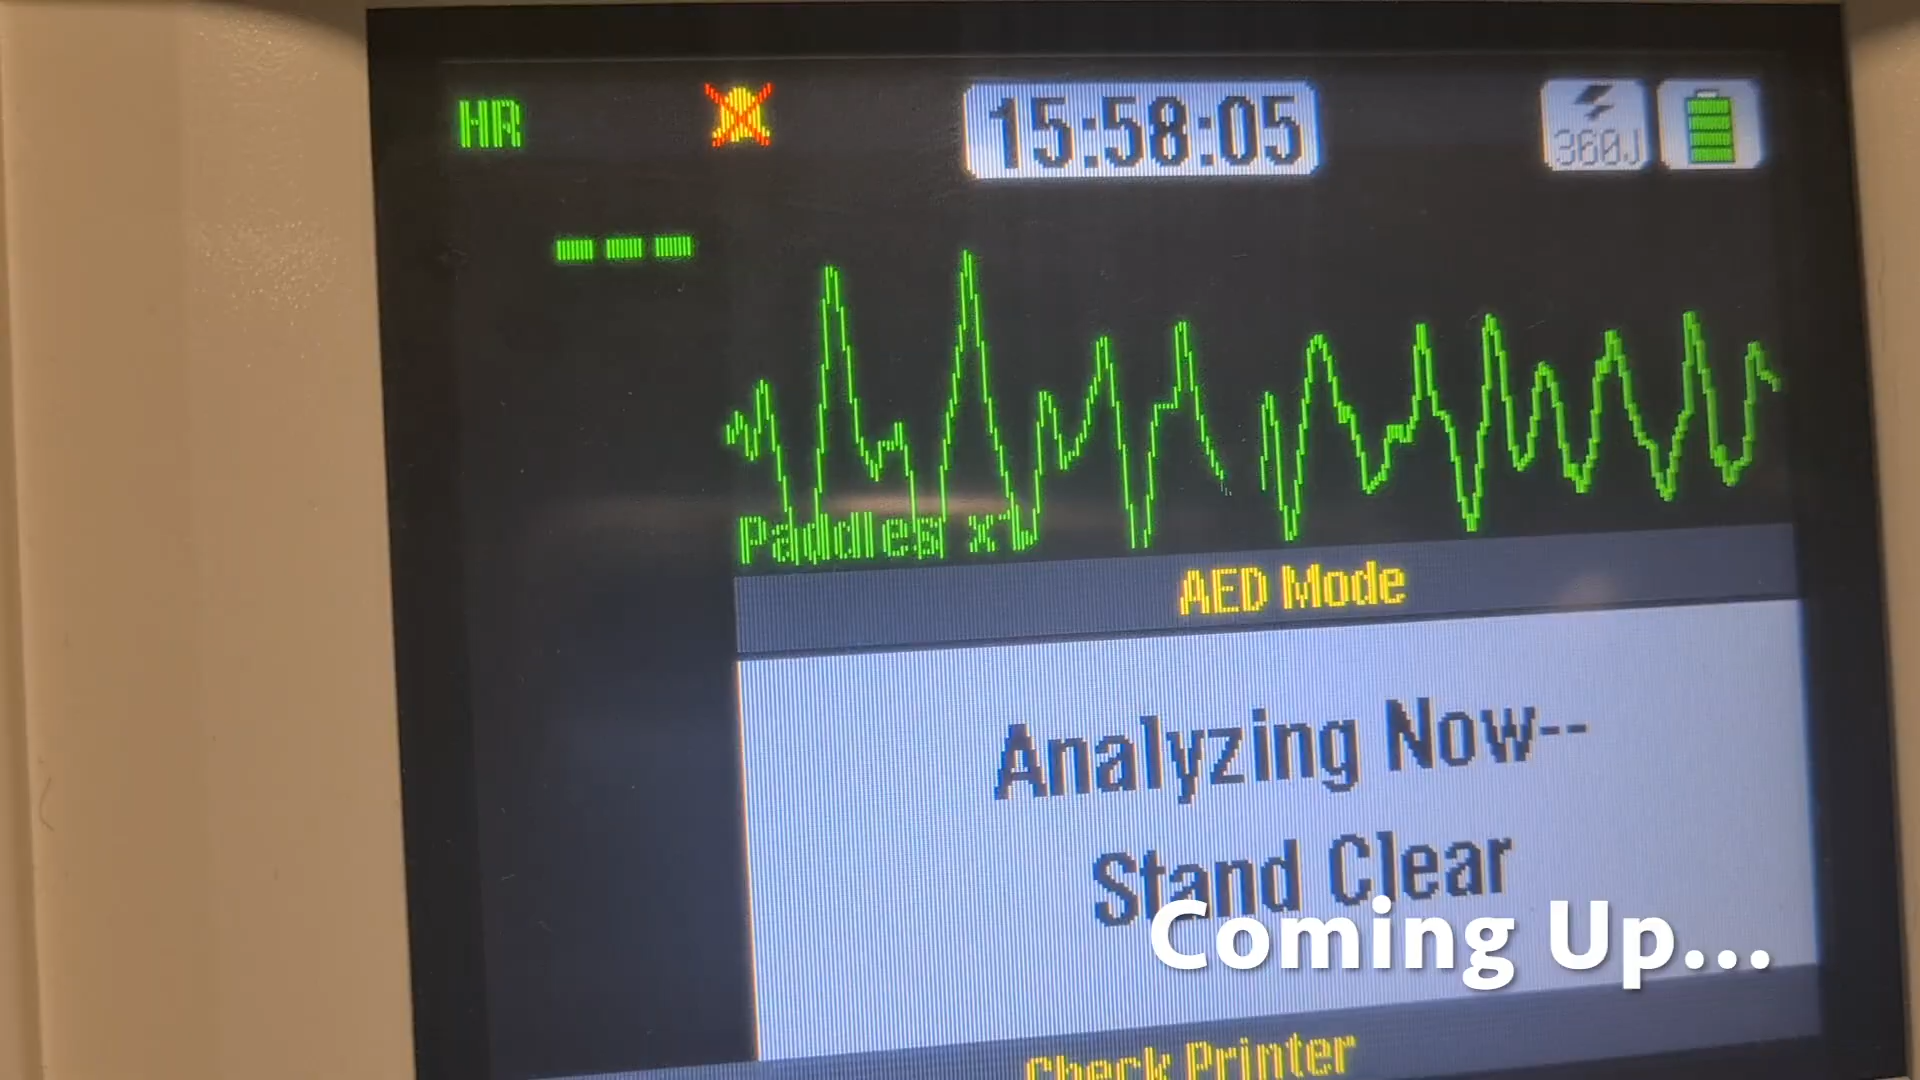 HR
15:58:05
360J
---
Paddles x1
AED Mode
Analyzing Now--
Stand Clear
Coming Up...
Check Printer